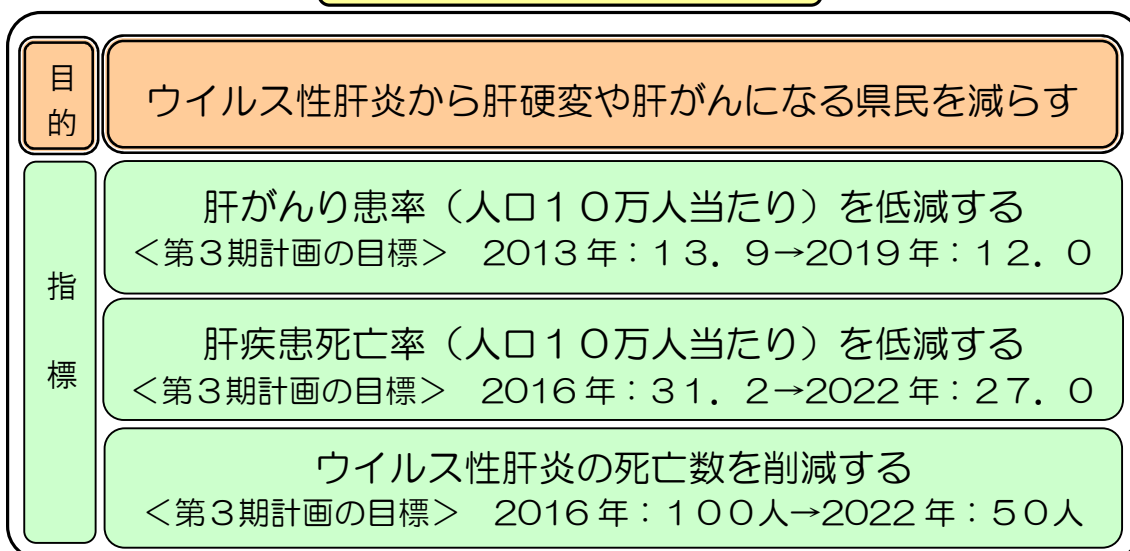 目的
ウイルス性肝炎から肝硬変や肝がんになる県民を減らす
指標
肝がんり患率（人口１０万人当たり）を低減する
＜第３期計画の目標＞　2013年：１３．９→2019年：１２．０
肝疾患死亡率（人口１０万人当たり）を低減する
＜第３期計画の目標＞　2016年：３１．２→2022年：２７．０
ウイルス性肝炎の死亡数を削減する
＜第３期計画の目標＞　2016年：１００人→2022年：５０人